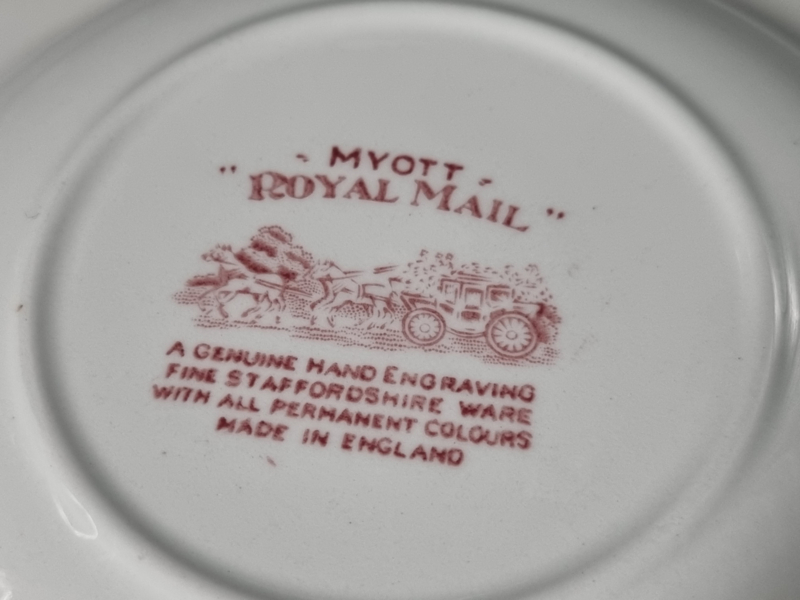 - MYOTT -
"ROYAL MAIL"
A GENUINE HAND ENGRAVING
FINE STAFFORDSHIRE WARE
WITH ALL PERMANENT COLOURS
MADE IN ENGLAND